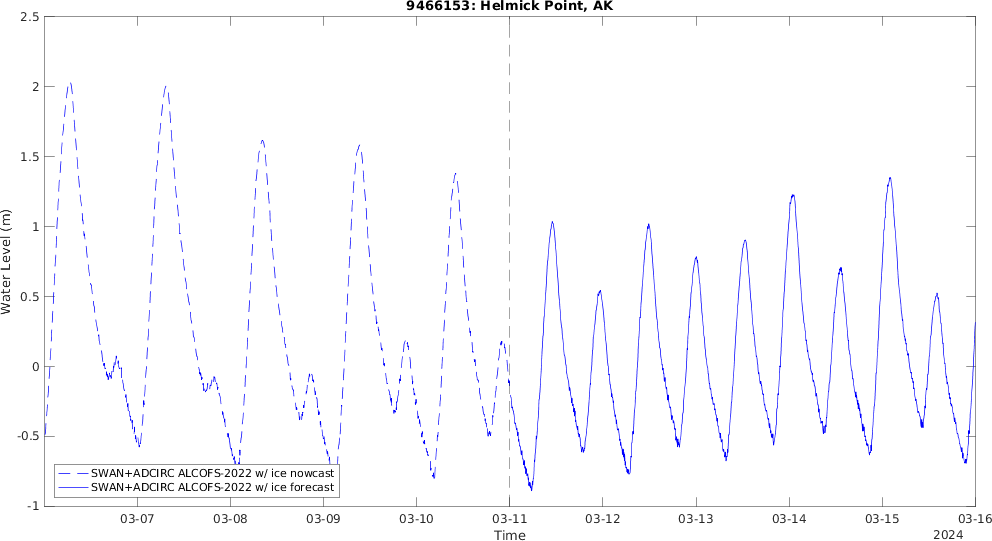 9466153: Helmick Point, AK
2.5
2
1.5
1
0.5
0
-0.5
-1
Water Level (m)
SWAN+ADCIRC ALCOFS-2022 w/ ice nowcast
SWAN+ADCIRC ALCOFS-2022 w/ ice forecast
03-07 03-08 03-09 03-10 03-11 03-12 03-13 03-14 03-15 03-16
Time
2024